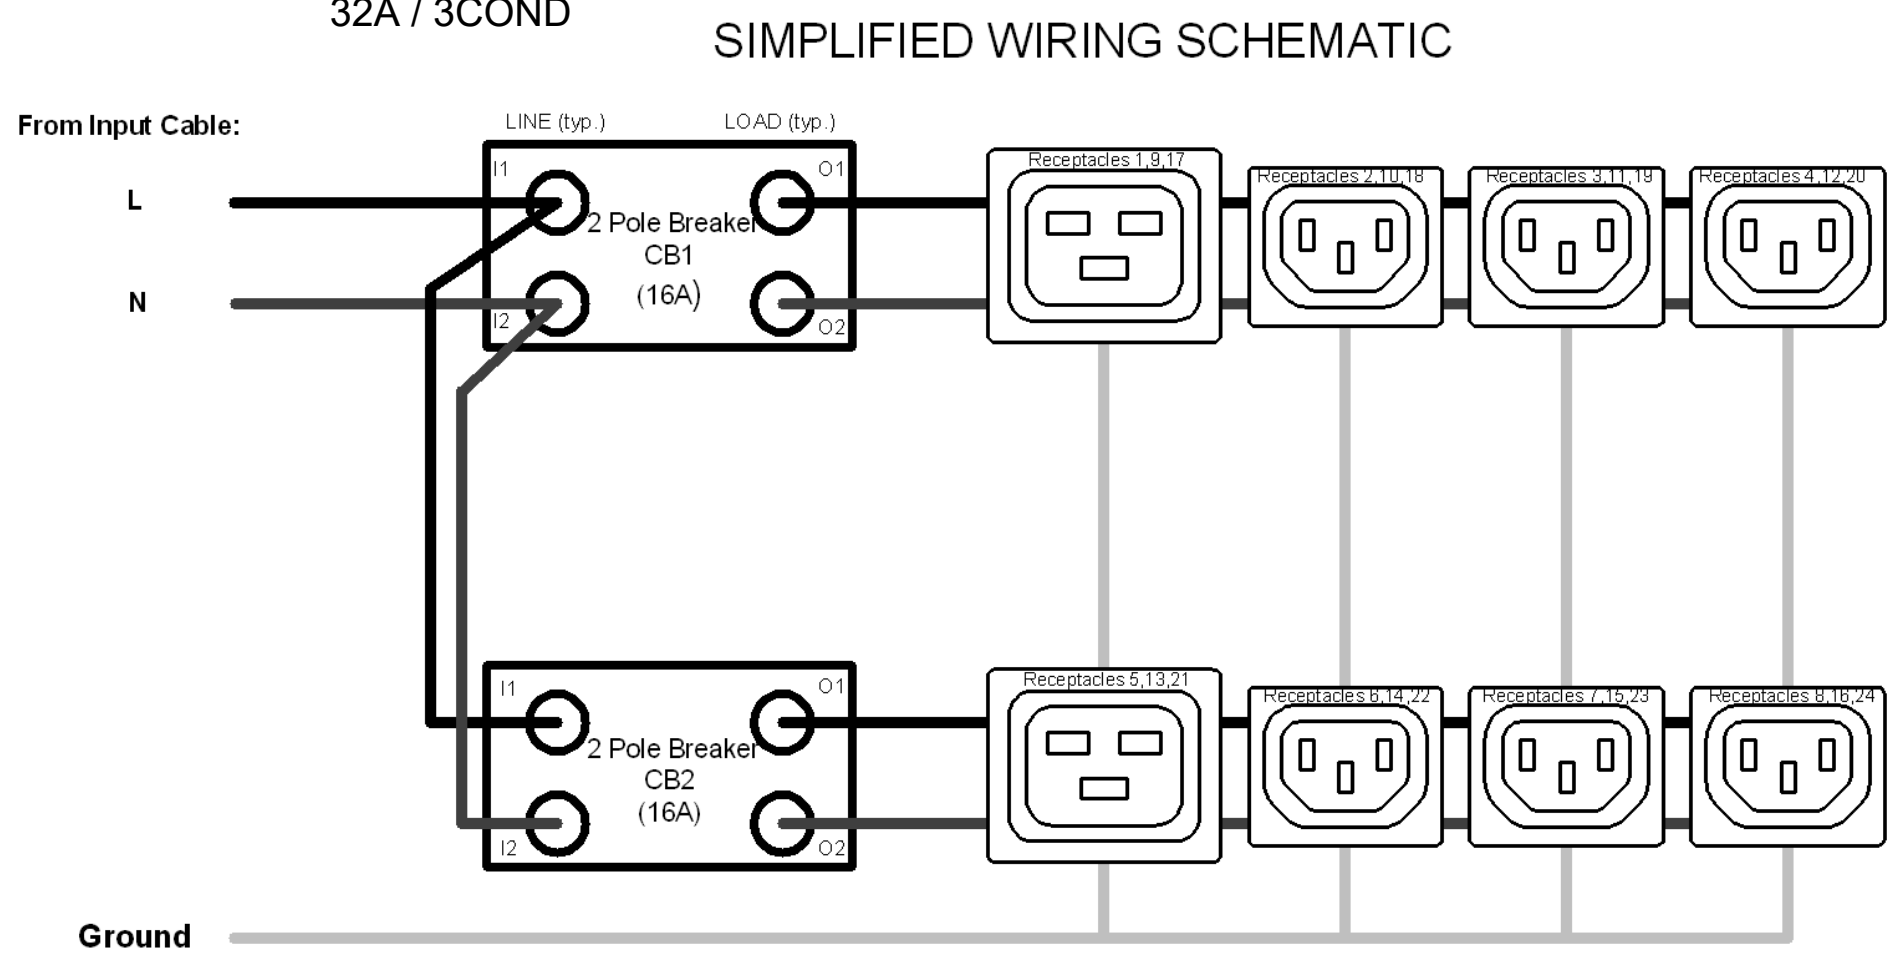 32A / 3COND
SIMPLIFIED WIRING SCHEMATIC
From Input Cable:
LINE (typ.)
LOAD (typ.)
L
N
I1
O1
2 Pole Breaker
CB1
(16A)
I2
O2
Receptacles 1,9,17
Receptacles 2,10,18
Receptacles 3,11,19
Receptacles 4,12,20
I1
O1
2 Pole Breaker
CB2
(16A)
I2
O2
Receptacles 5,13,21
Receptacles 6,14,22
Receptacles 7,15,23
Receptacles 8,16,24
Ground